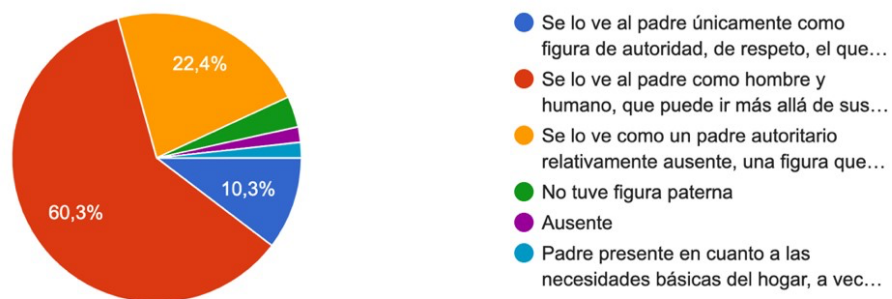 22,4%
10,3%
60,3%
Se lo ve al padre únicamente como
figura de autoridad, de respeto, el que…
Se lo ve al padre como hombre y
humano, que puede ir más allá de sus…
Se lo ve como un padre autoritario
relativamente ausente, una figura que…
No tuve figura paterna
Ausente
Padre presente en cuanto a las
necesidades básicas del hogar, a vec…